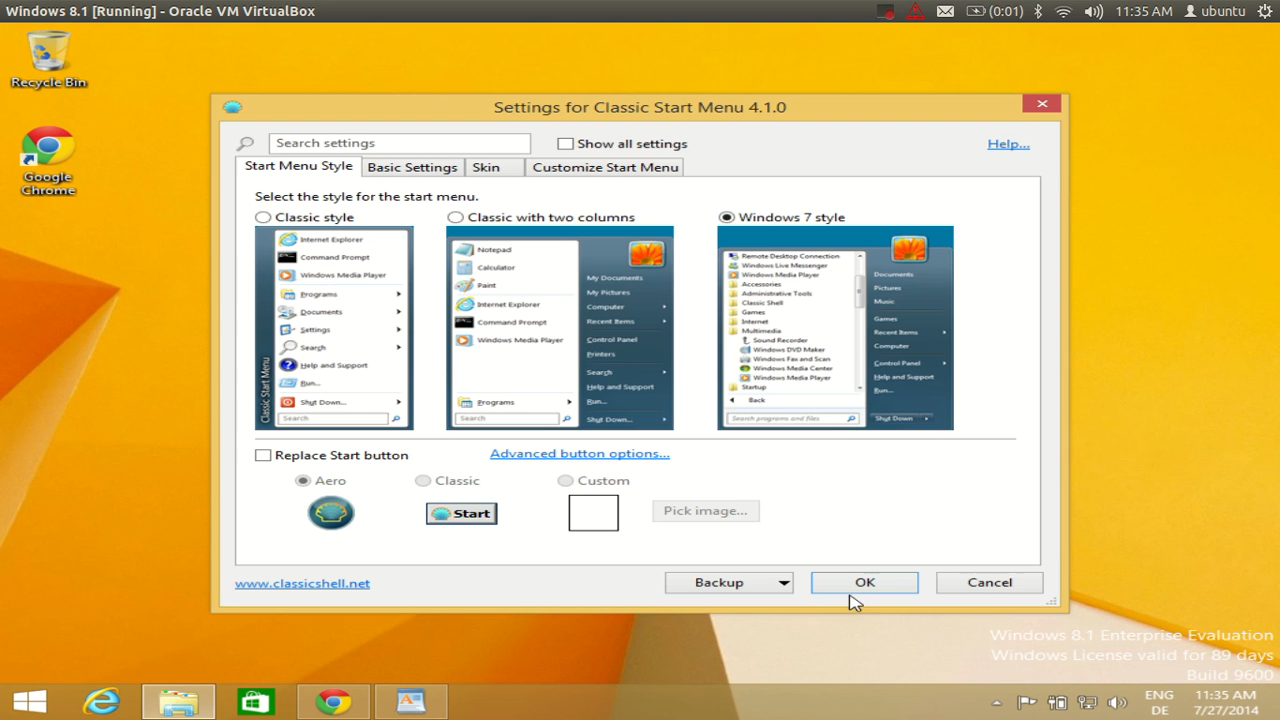 Windows 8.1 [Running] - Oracle VM VirtualBox
(0:01) 11:35 AM ubuntu
Recycle Bin
Google
Chrome
Settings for Classic Start Menu 4.1.0
Search settings
Show all settings
Help...
Start Menu Style
Basic Settings
Skin
Customize Start Menu
Select the style for the start menu.
Classic style
Classic with two columns
Windows 7 style
Internet Explorer
Command Prompt
Windows Media Player
Programs
Documents
Settings
Search
Help and Support
Run...
Shut Down...
Search
Classic Start Menu
Notepad
Calculator
Paint
Internet Explorer
Command Prompt
Windows Media Player
Programs
Search
My Documents
My Pictures
Computer
Recent Items
Control Panel
Printers
Search
Help and Support
Run...
Shut Down...
Remote Desktop Connection
Windows Live Messenger
Windows Media Player
Accessories
Administrative Tools
Classic Shell
Games
Internet
Multimedia
Sound Recorder
Windows DVD Maker
Windows Fax and Scan
Windows Media Center
Windows Media Player
Startup
Back
Search programs and files
Documents
Pictures
Music
Games
Recent Items
Computer
Control Panel
Help and Support
Run...
Shut Down
Replace Start button
Advanced button options...
Aero
Classic
Custom
Start
Pick image...
www.classicshell.net
Backup
OK
Cancel
Windows 8.1 Enterprise Evaluation
Windows License valid for 89 days
Build 9600
ENG
DE
11:35 AM
7/27/2014